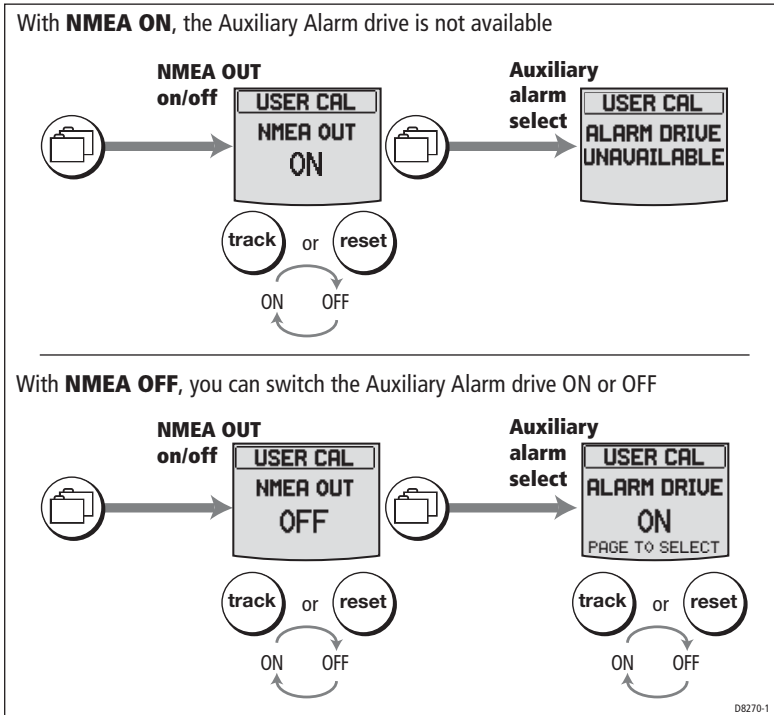 With NMEA ON, the Auxiliary Alarm drive is not available
NMEA OUT
on/off
USER CAL
NMEA OUT
ON
Auxiliary
alarm
select
USER CAL
ALARM DRIVE
UNAVAILABLE
track or reset
ON OFF
With NMEA OFF, you can switch the Auxiliary Alarm drive ON or OFF
NMEA OUT
on/off
USER CAL
NMEA OUT
OFF
Auxiliary
alarm
select
USER CAL
ALARM DRIVE
ON
PAGE TO SELECT
track or reset
ON OFF
track or reset
ON OFF
D8270-1